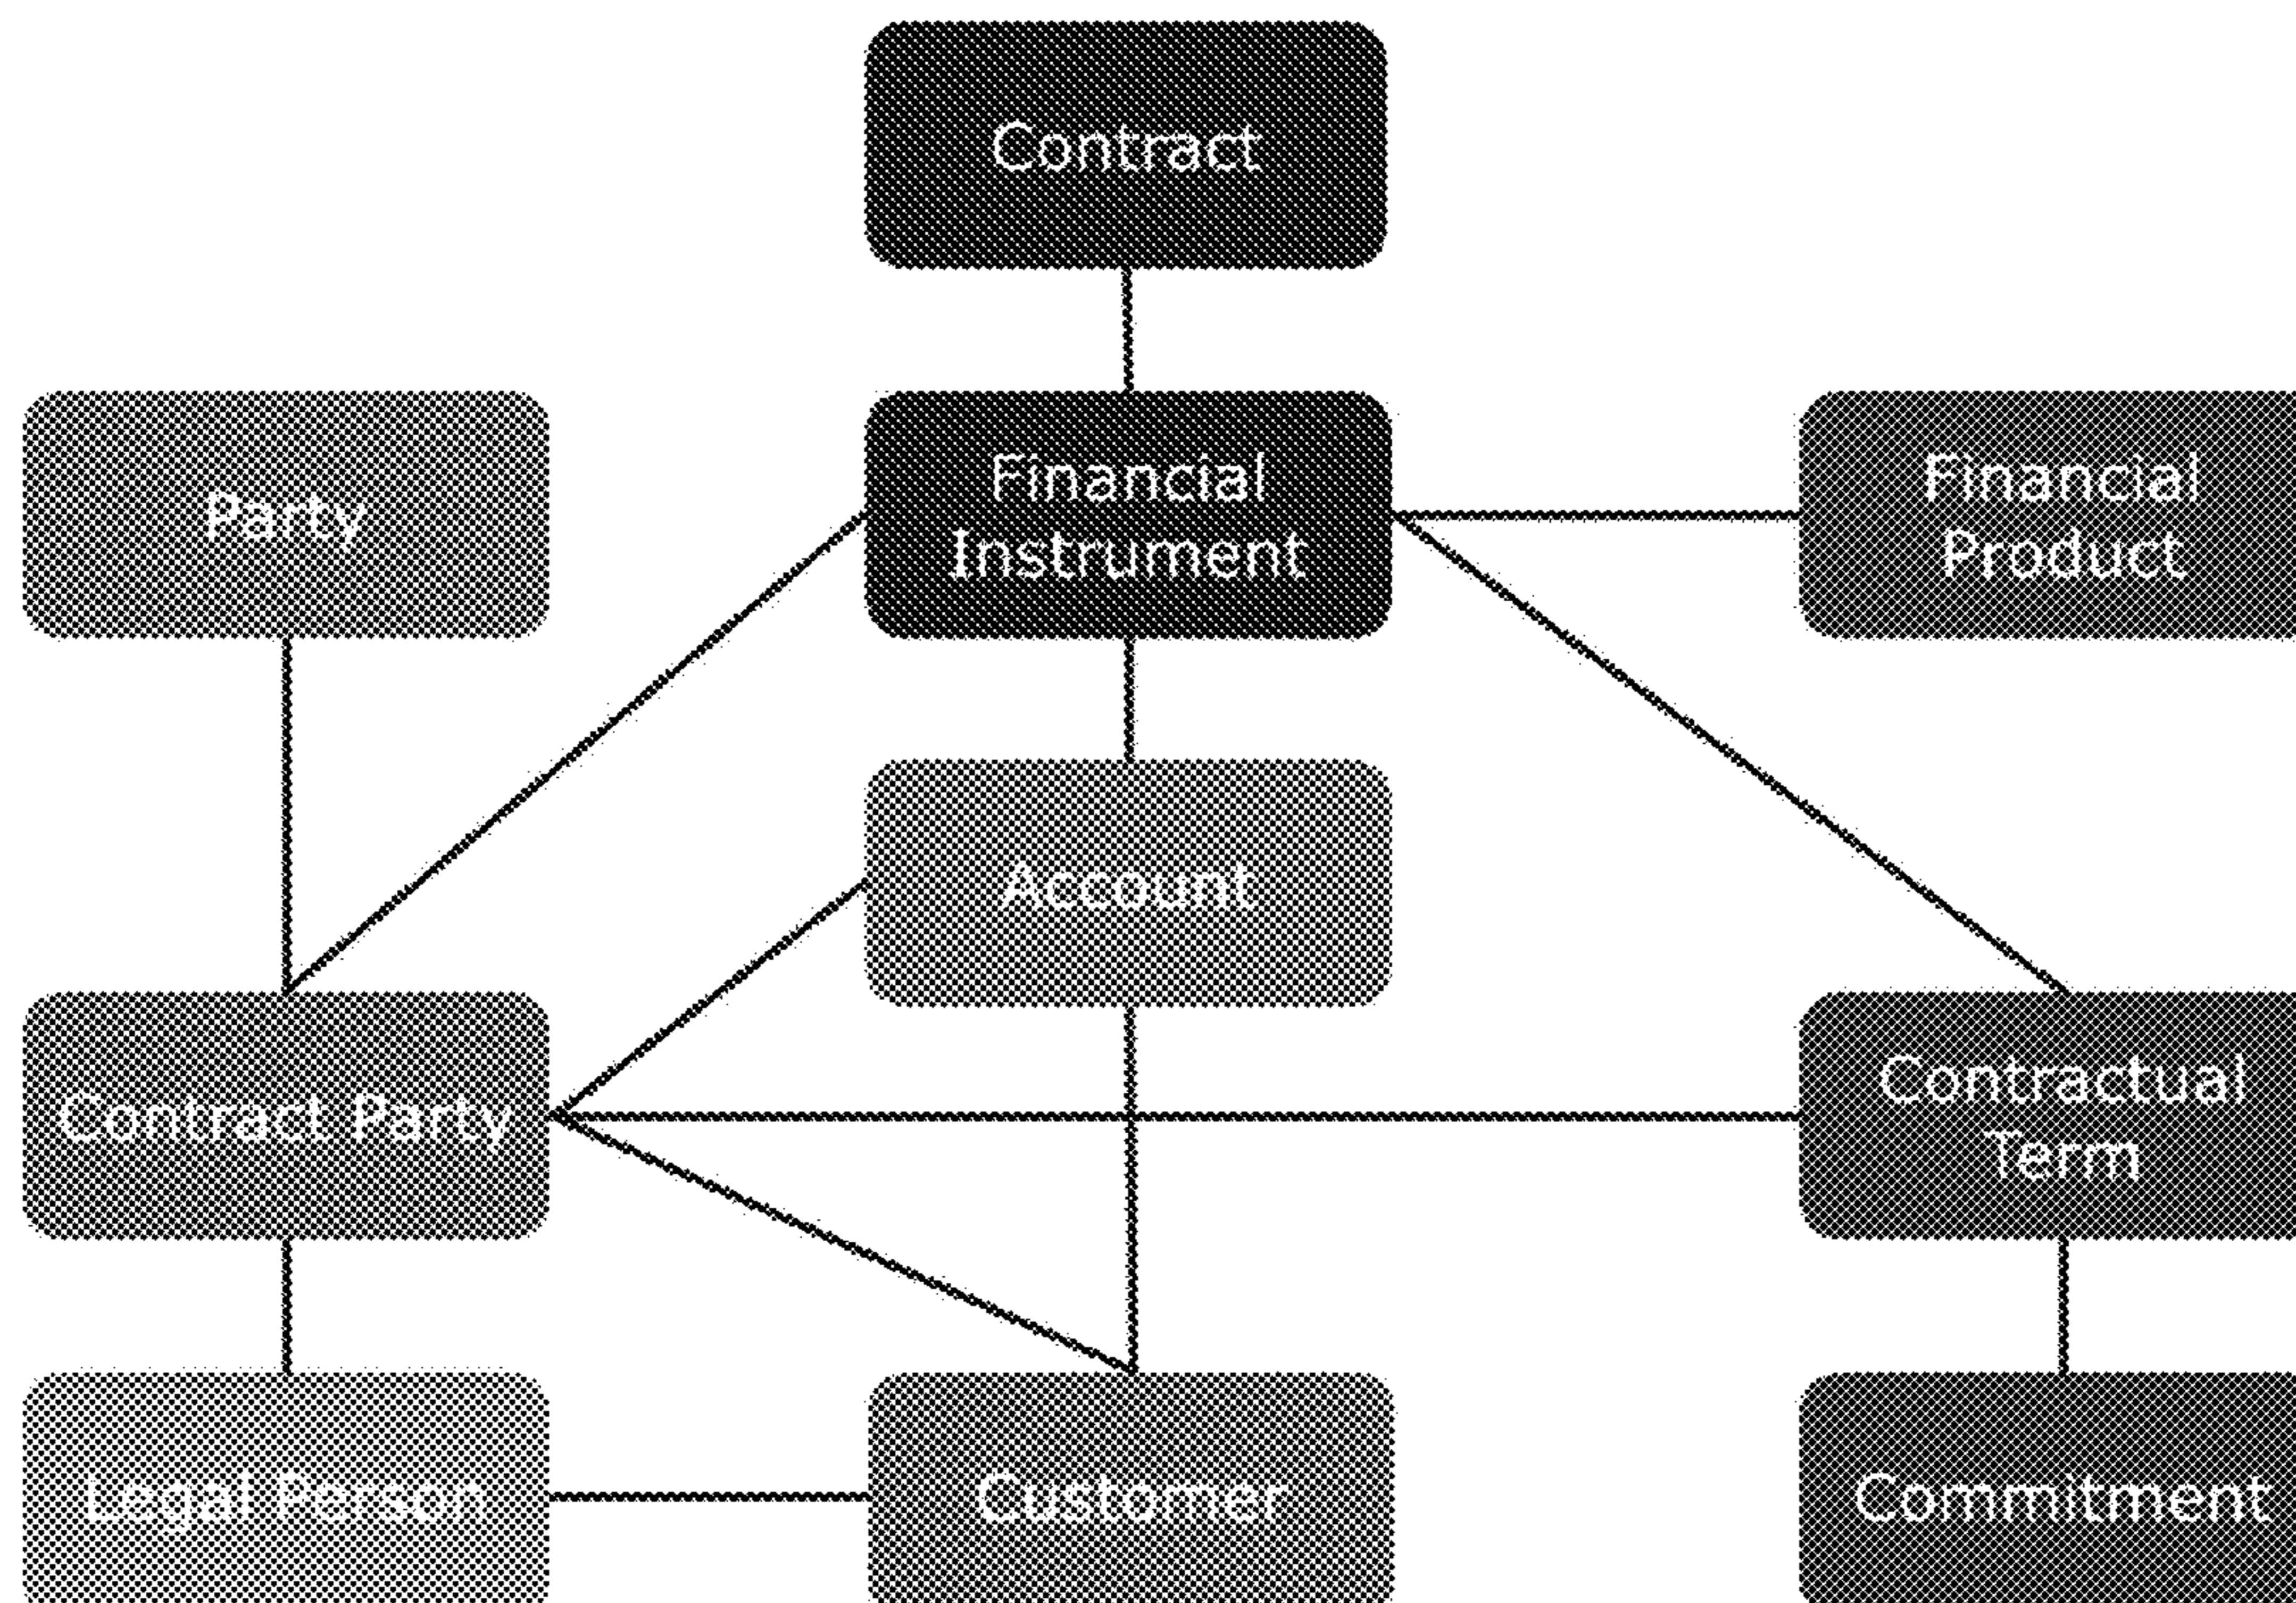 Contract
Party
Financial
Instrument
Financial
Product
Account
Contract Party
Contractual
Term
Legal Person
Customer
Commitment